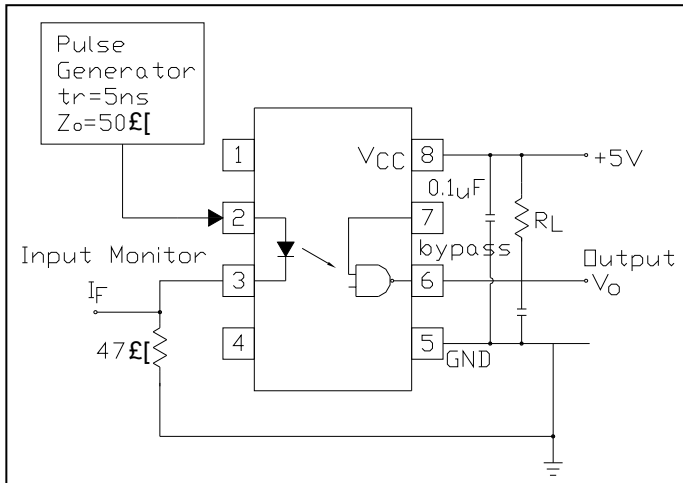 Pulse
Generator
tr=5ns
Zo=50£[
1
VCC
8
+5V
0.1uF
2
7
RL
Input Monitor
bypass
Output
3
6
IF
Vo
47£[
4
5
GND